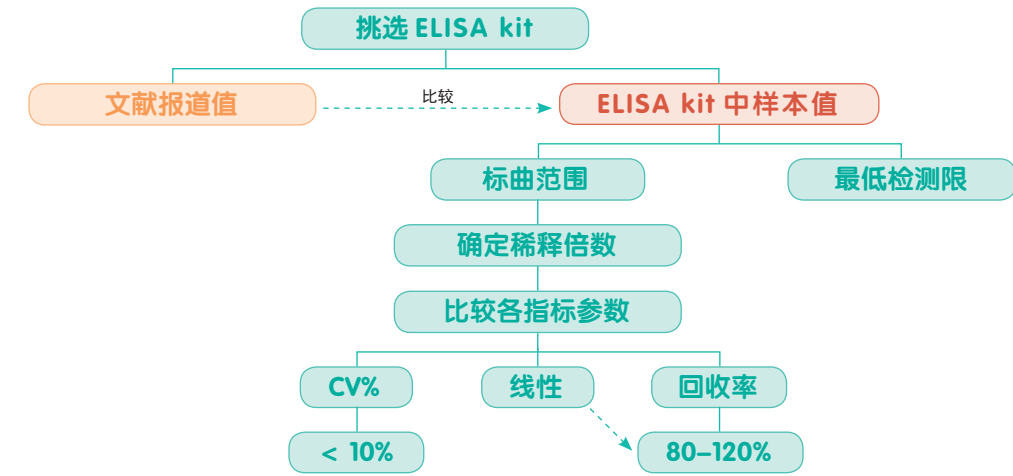 挑选 ELISA kit
文献报道值
比较
ELISA kit 中样本值
标曲范围
最低检测限
确定稀释倍数
比较各指标参数
CV%
线性
回收率
< 10%
80–120%